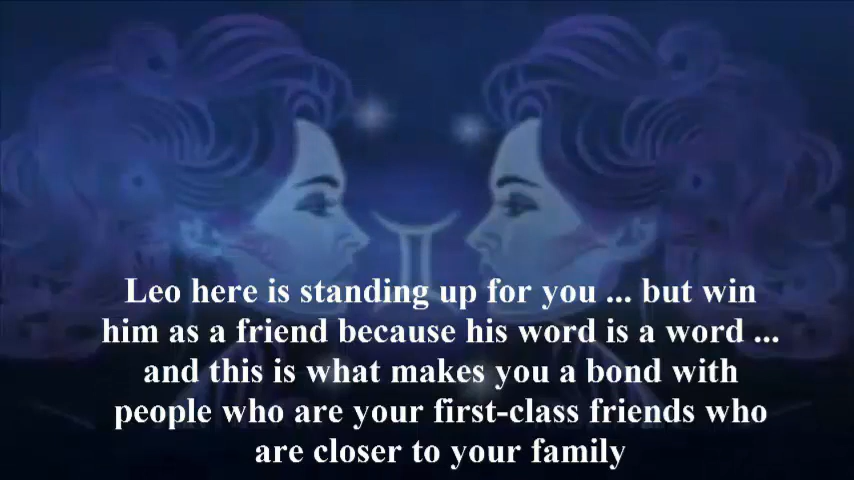 Leo here is standing up for you ... but win
him as a friend because his word is a word ...
and this is what makes you a bond with
people who are your first-class friends who
are closer to your family